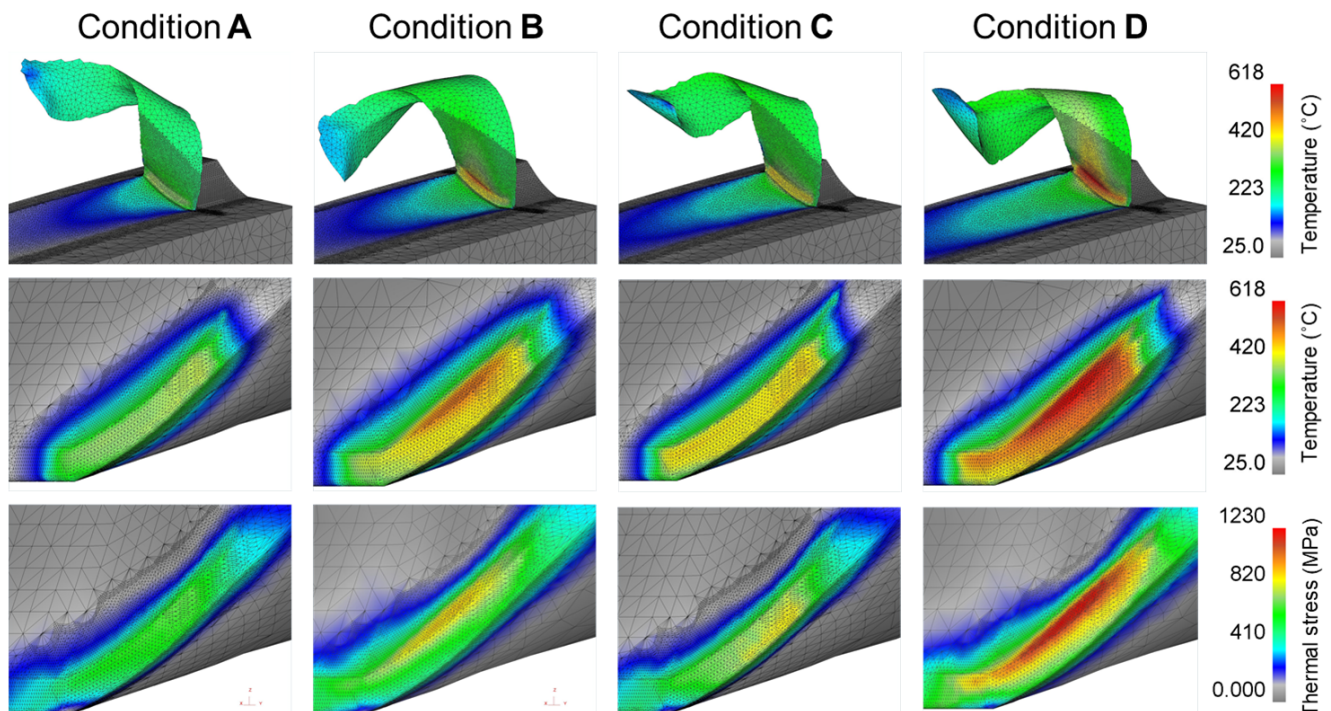 Condition A
Condition B
Condition C
Condition D
618
420
223
25.0
Temperature (°C)
618
420
223
25.0
Temperature (°C)
1230
820
410
0.000
Thermal stress (MPa)